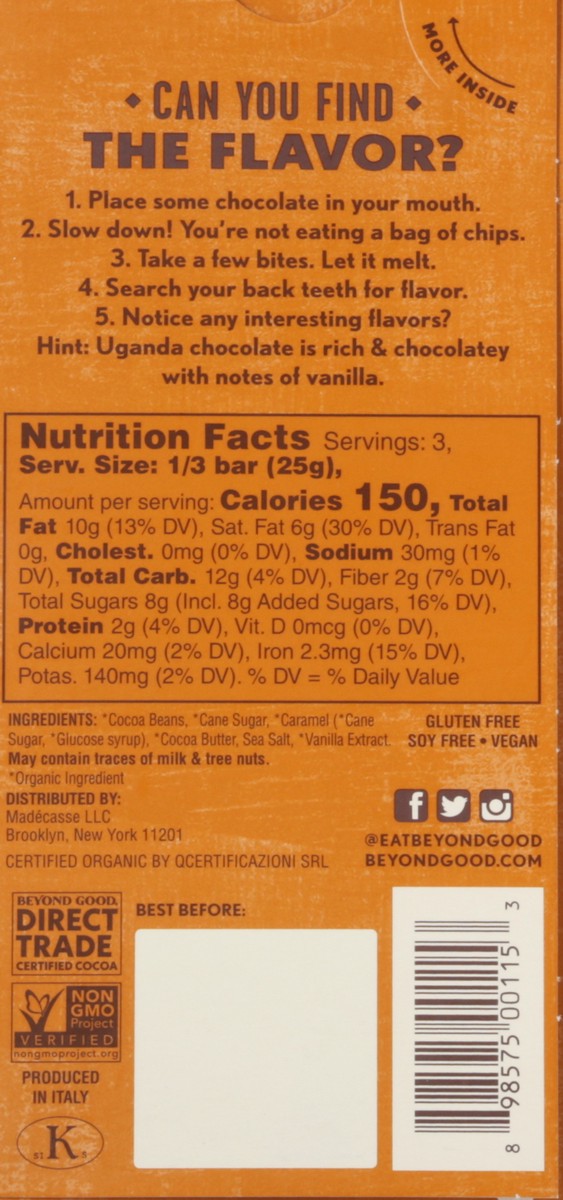 MORE INSIDE
CAN YOU FIND
THE FLAVOR?
1. Place some chocolate in your mouth.
2. Slow down! You're not eating a bag of chips.
3. Take a few bites. Let it melt.
4. Search your back teeth for flavor.
5. Notice any interesting flavors?
Hint: Uganda chocolate is rich & chocolatey
with notes of vanilla.
Nutrition Facts Servings: 3,
Serv. Size: 1/3 bar (25g),
Amount per serving: Calories 150, Total
Fat 10g (13% DV), Sat. Fat 6g (30% DV), Trans Fat
0g, Cholest. 0mg (0% DV), Sodium 30mg (1%
DV), Total Carb. 12g (4% DV), Fiber 2g (7% DV),
Total Sugars 8g (Incl. 8g Added Sugars, 16% DV),
Protein 2g (4% DV), Vit. D 0mcg (0% DV),
Calcium 20mg (2% DV), Iron 2.3mg (15% DV),
Potas. 140mg (2% DV). % DV = % Daily Value
INGREDIENTS: *Cocoa Beans, *Cane Sugar, *Caramel (*Cane
Sugar, *Glucose syrup), *Cocoa Butter, Sea Salt, *Vanilla Extract.
May contain traces of milk & tree nuts.
*Organic Ingredient
GLUTEN FREE
SOY FREE • VEGAN
DISTRIBUTED BY:
Madécasse LLC
Brooklyn, New York 11201
CERTIFIED ORGANIC BY QCERTIFICAZIONI SRL
@EATBEYONDGOOD
BEYONDGOOD.COM
BEYOND GOOD.
DIRECT
TRADE
CERTIFIED COCOA
BEST BEFORE:
NON
GMO
Project
VERIFIED
nongmoproject.org
PRODUCED
IN ITALY
K
8 98575 00115 3